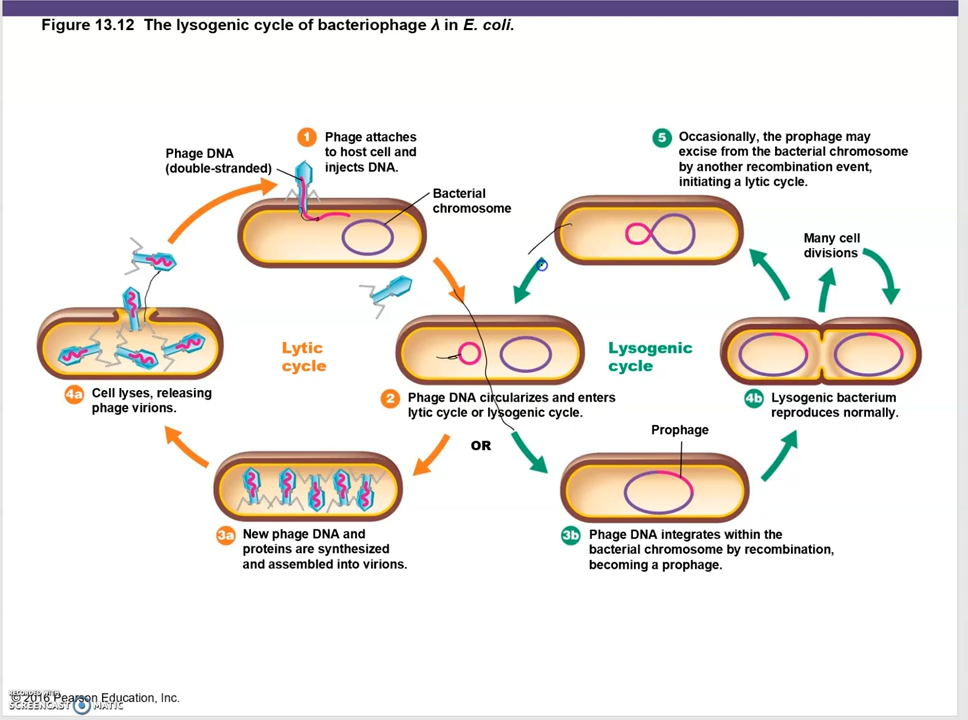 Figure 13.12 The lysogenic cycle of bacteriophage λ in E. coli.
1
Phage attaches
to host cell and
injects DNA.
Phage DNA
(double-stranded)
Bacterial
chromosome
5
Occasionally, the prophage may
excise from the bacterial chromosome
by another recombination event,
initiating a lytic cycle.
Many cell
divisions
Lytic
cycle
Lysogenic
cycle
4a
Cell lyses, releasing
phage virions.
2
Phage DNA circularizes and enters
lytic cycle or lysogenic cycle.
4b
Lysogenic bacterium
reproduces normally.
OR
Prophage
3a
New phage DNA and
proteins are synthesized
and assembled into virions.
3b
Phage DNA integrates within the
bacterial chromosome by recombination,
becoming a prophage.
RECORDED WITH
© 2016 Pearson Education, Inc.
SCREENCAST MATIC